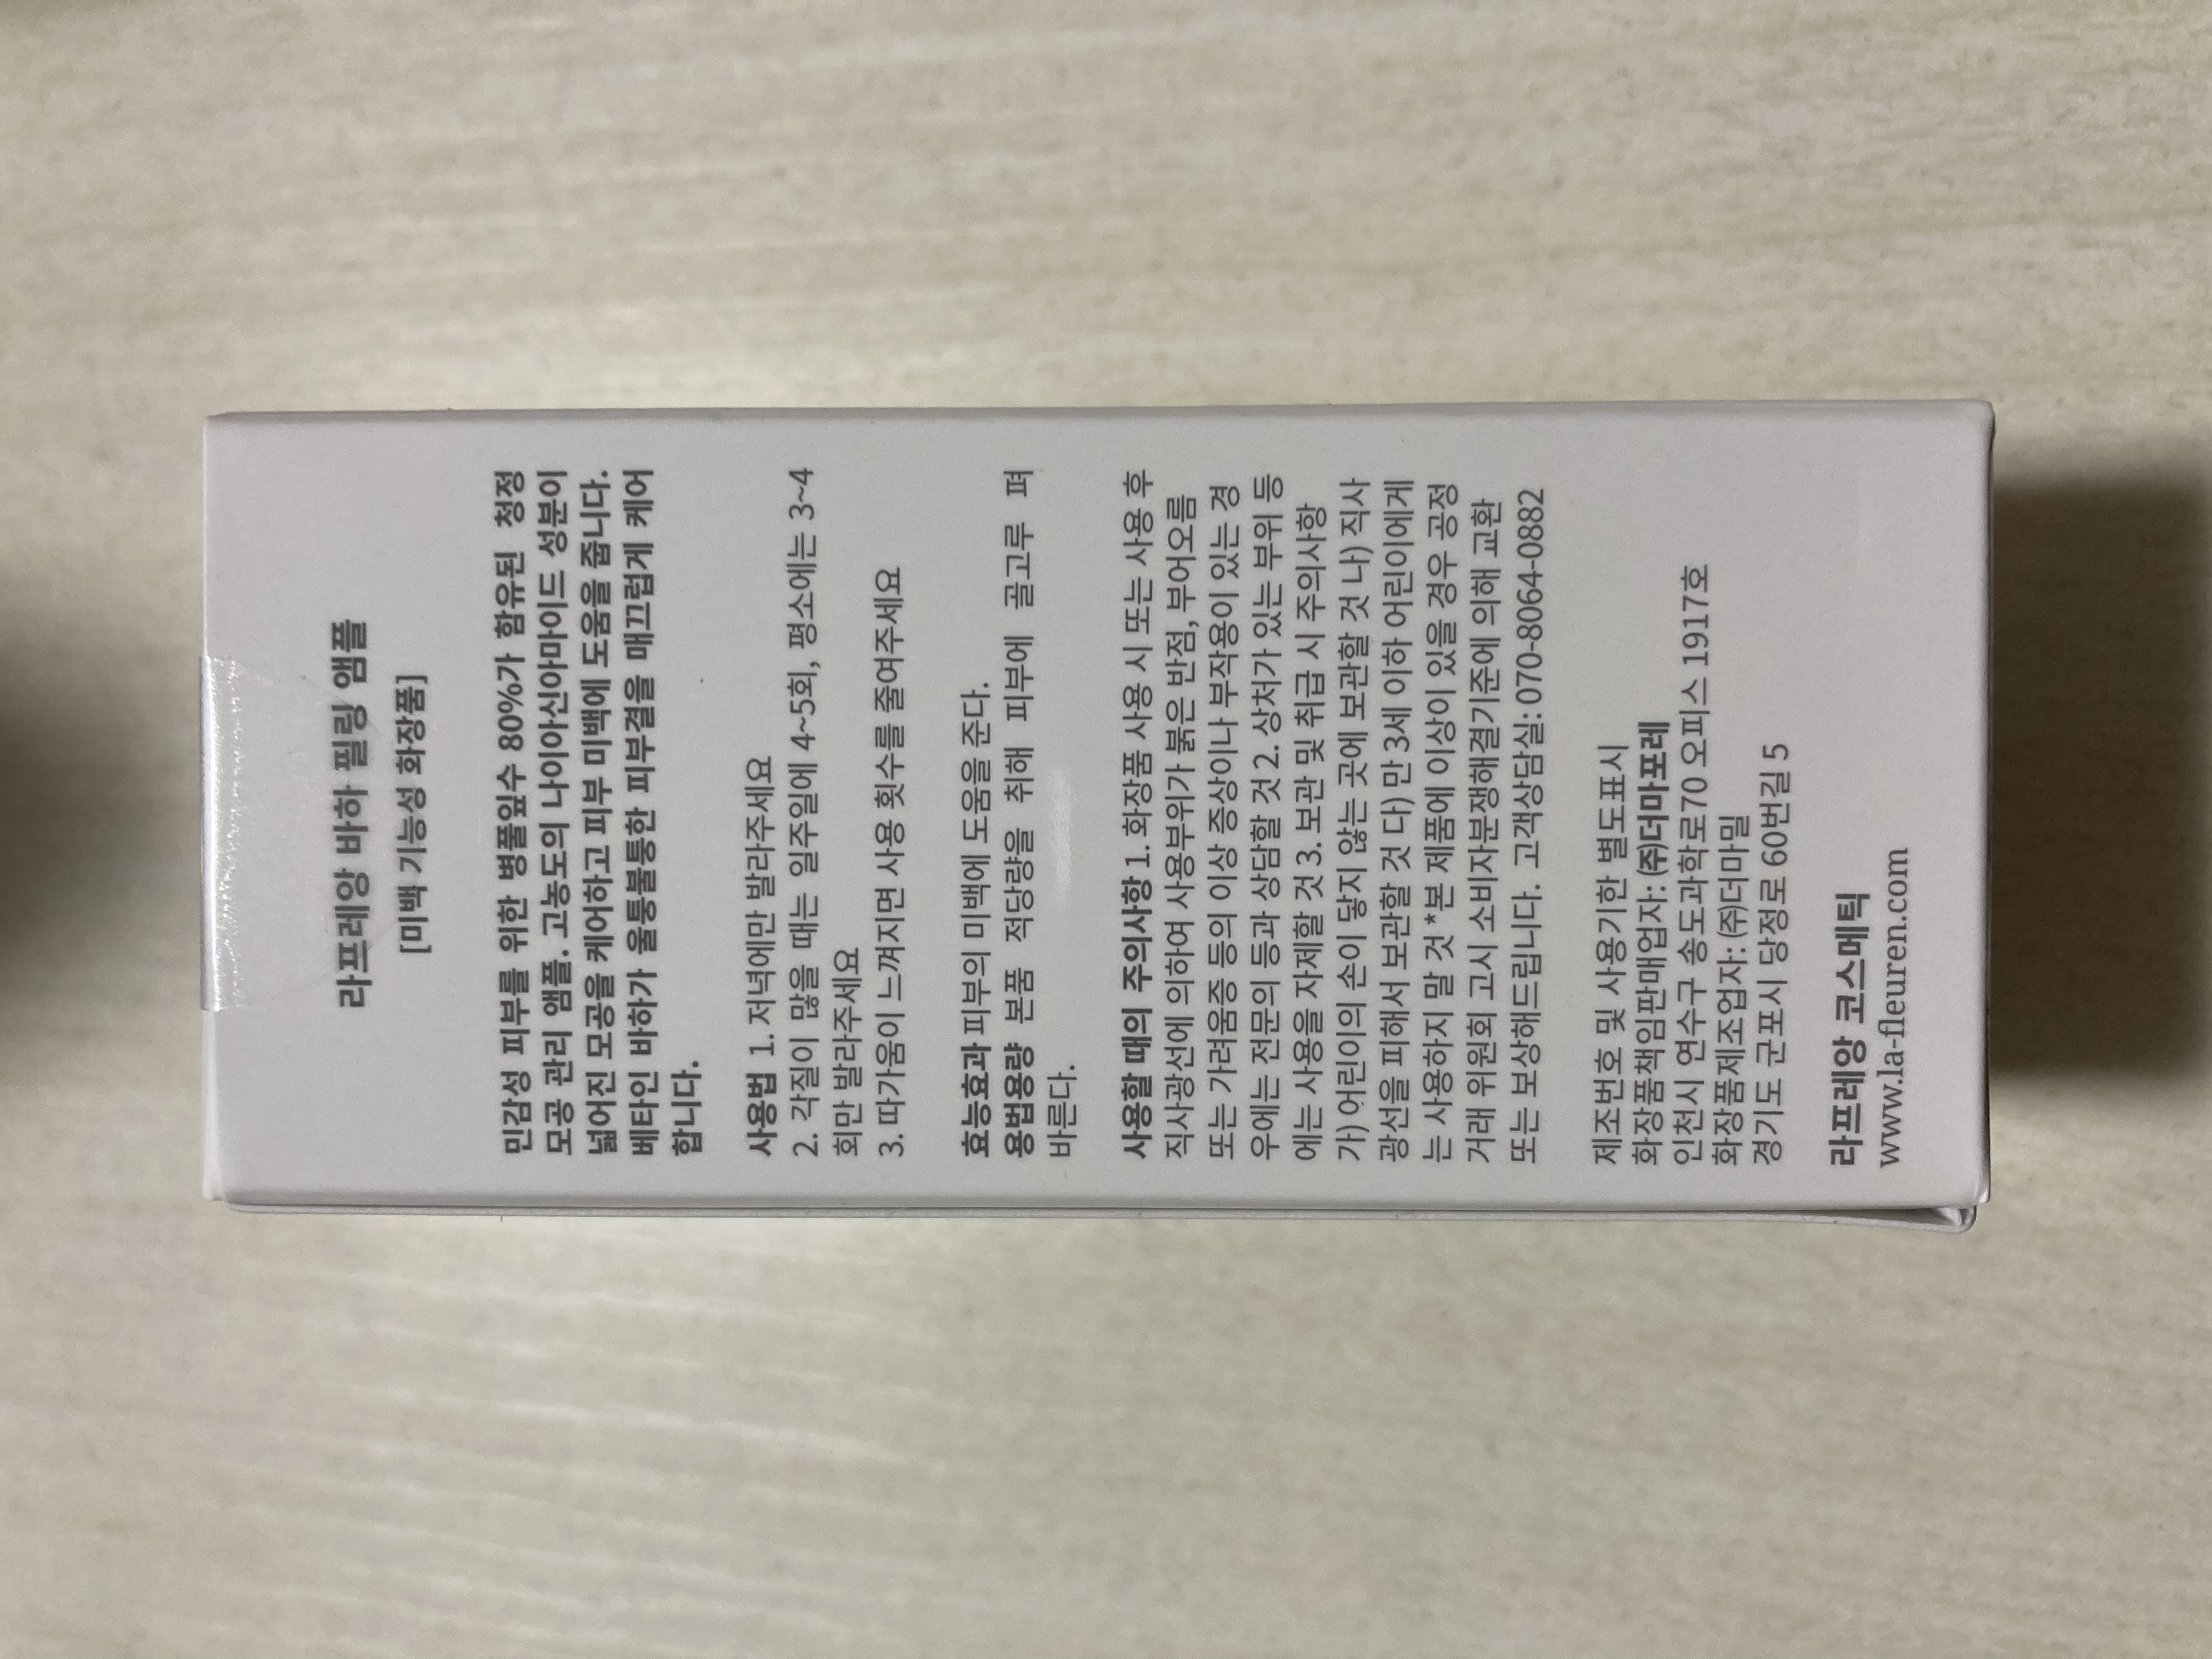 라프레앙 바하 필링 앰플
[미백 기능성 화장품]
민감성 피부를 위한 병풀잎수 80%가 함유된 청정
모공 관리 앰플. 고농도의 나이아신아마이드 성분이
넓어진 모공을 케어하고 피부 미백에 도움을 줍니다.
베타인 바하가 울퉁불퉁한 피부결을 매끄럽게 케어
합니다.
사용법 1. 저녁에만 발라주세요
2. 각질이 많을 때는 일주일에 4~5회, 평소에는 3~4
회만 발라주세요
3. 따가움이 느껴지면 사용 횟수를 줄여주세요
효능효과 피부의 미백에 도움을 준다.
용법용량 본품 적당량을 취해 피부에 골고루 펴
바른다.
사용할 때의 주의사항 1. 화장품 사용 시 또는 사용 후
직사광선에 의하여 사용부위가 붉은 반점, 부어오름
또는 가려움증 등의 이상 증상이나 부작용이 있는 경
우에는 전문의 등과 상담할 것 2. 상처가 있는 부위 등
에는 사용을 자제할 것 3. 보관 및 취급 시 주의사항
가) 어린이의 손이 닿지 않는 곳에 보관할 것 나) 직사
광선을 피해서 보관할 것 다) 만 3세 이하 어린이에게
는 사용하지 말 것 *본 제품에 이상이 있을 경우 공정
거래 위원회 고시 소비자분쟁해결기준에 의해 교환
또는 보상해드립니다. 고객상담실: 070-8064-0882
제조번호 및 사용기한 별도표시
화장품책임판매업자: ㈜더마포레
인천시 연수구 송도과학로70 오피스 1917호
화장품제조업자: ㈜더마밀
경기도 군포시 당정로 60번길 5
라프레앙 코스메틱
www.la-fleuren.com